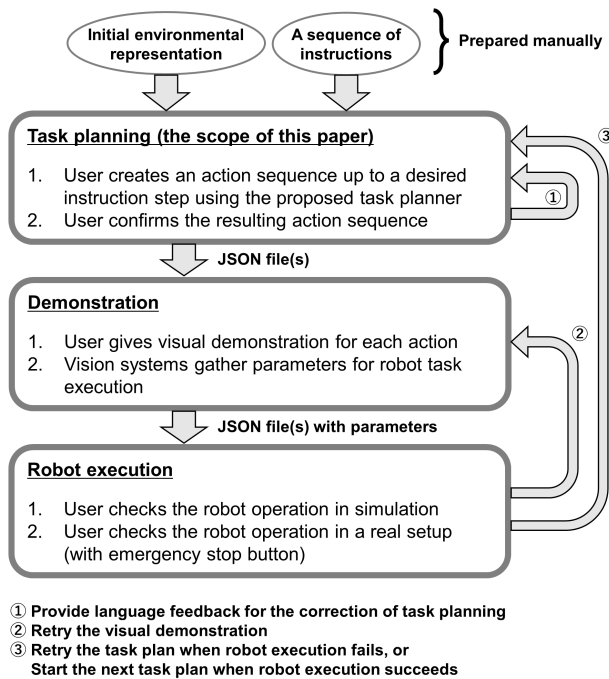 Initial environmental
representation
A sequence of
instructions
Prepared manually
Task planning (the scope of this paper)
1. User creates an action sequence up to a desired
instruction step using the proposed task planner
2. User confirms the resulting action sequence
①
③
JSON file(s)
Demonstration
1. User gives visual demonstration for each action
2. Vision systems gather parameters for robot task
execution
②
JSON file(s) with parameters
Robot execution
1. User checks the robot operation in simulation
2. User checks the robot operation in a real setup
(with emergency stop button)
① Provide language feedback for the correction of task planning
② Retry the visual demonstration
③ Retry the task plan when robot execution fails, or
Start the next task plan when robot execution succeeds